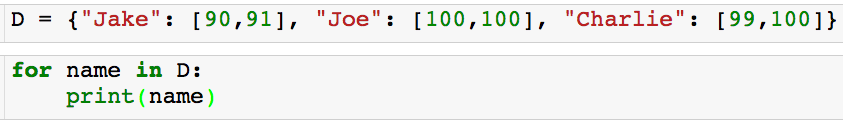 D = {"Jake": [90,91], "Joe": [100,100], "Charlie": [99,100]}
for name in D:
    print(name)